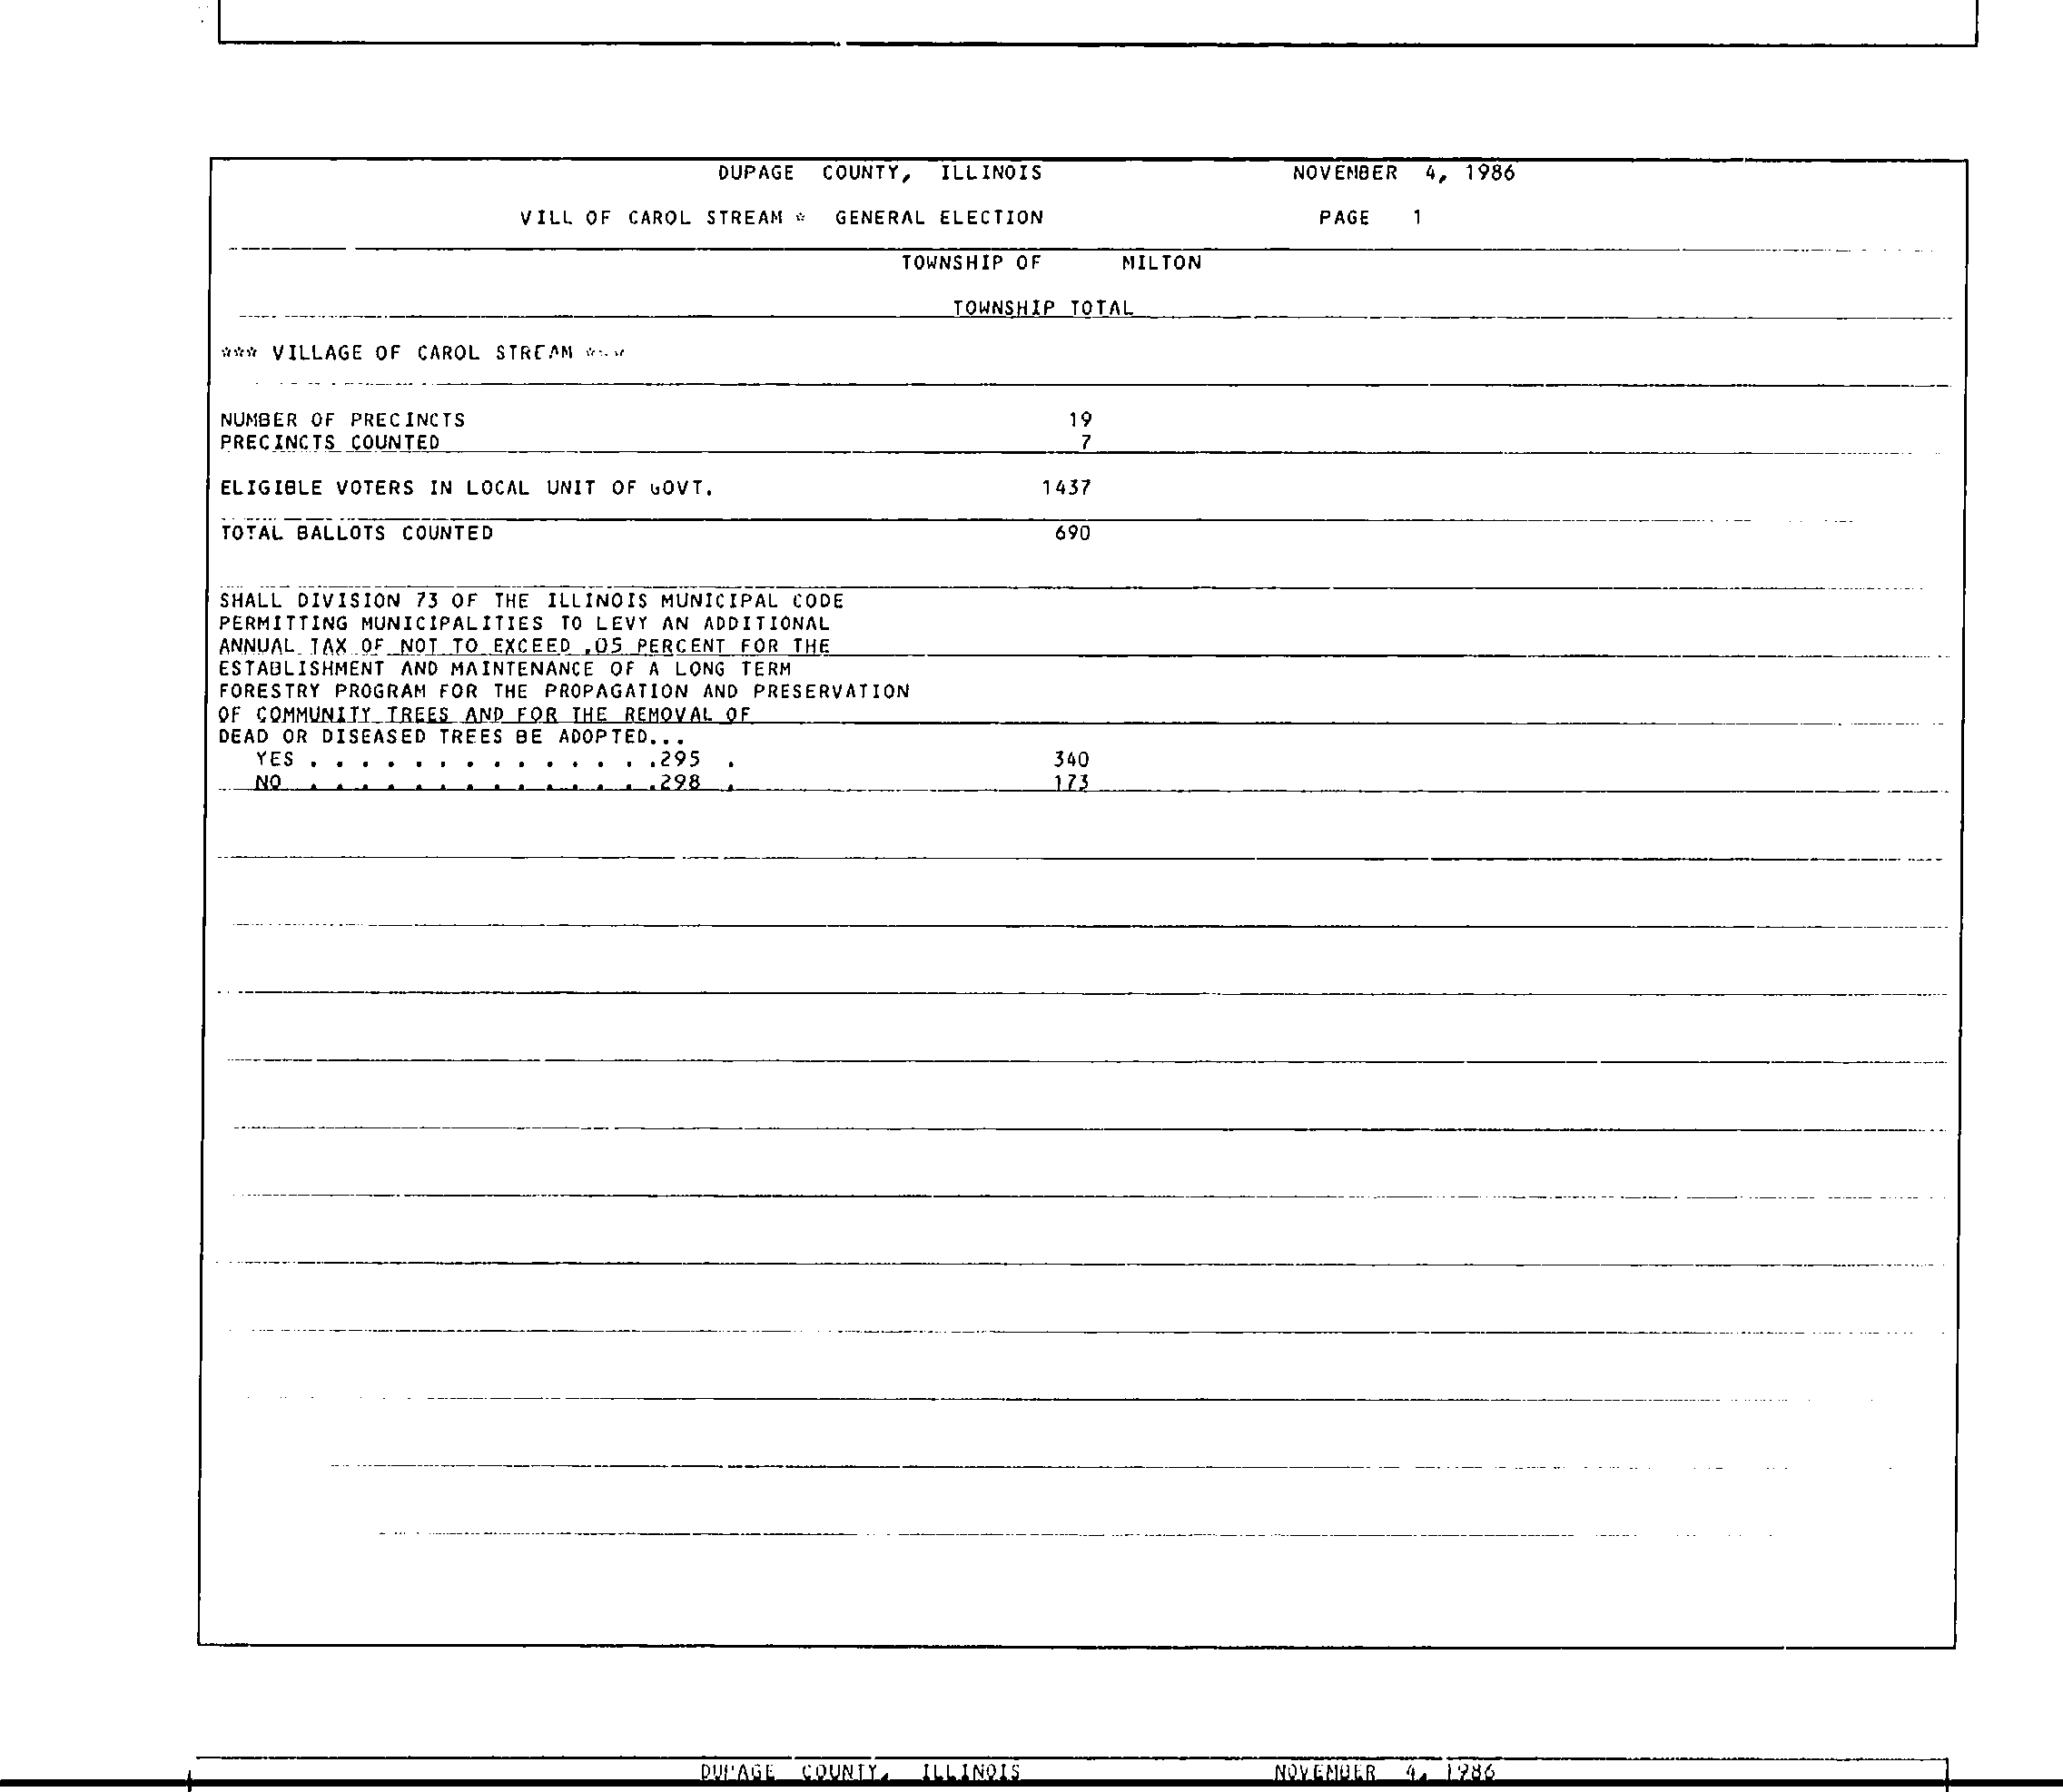 DUPAGE COUNTY, ILLINOIS NOVEMBER 4, 1986
VILL OF CAROL STREAM * GENERAL ELECTION PAGE 1
TOWNSHIP OF MILTON
TOWNSHIP TOTAL
*** VILLAGE OF CAROL STREAM ***
NUMBER OF PRECINCTS 19
PRECINCTS COUNTED 7
ELIGIBLE VOTERS IN LOCAL UNIT OF GOVT. 1437
TOTAL BALLOTS COUNTED 690
SHALL DIVISION 73 OF THE ILLINOIS MUNICIPAL CODE
PERMITTING MUNICIPALITIES TO LEVY AN ADDITIONAL
ANNUAL TAX OF NOT TO EXCEED .05 PERCENT FOR THE
ESTABLISHMENT AND MAINTENANCE OF A LONG TERM
FORESTRY PROGRAM FOR THE PROPAGATION AND PRESERVATION
OF COMMUNITY TREES AND FOR THE REMOVAL OF
DEAD OR DISEASED TREES BE ADOPTED...
YES . . . . . . . . . . . . . .295 . 340
NO . . . . . . . . . . . . . .298 . 173
DUPAGE COUNTY, ILLINOIS NOVEMBER 4, 1986